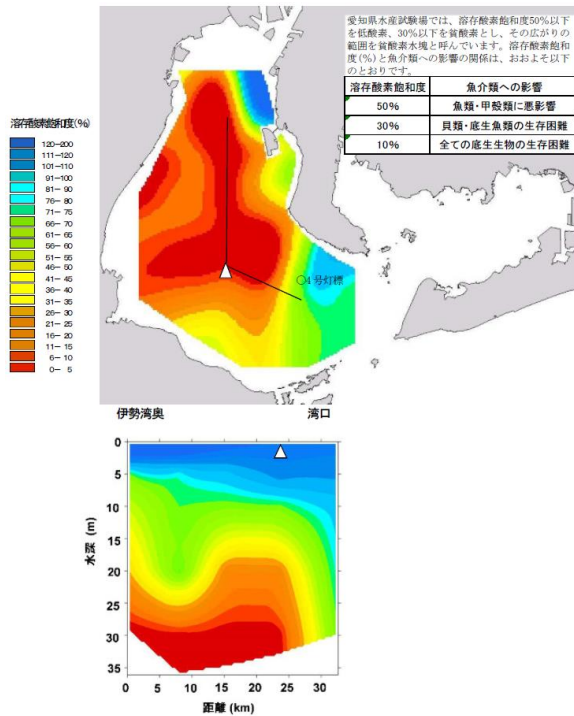 愛知県水産試験場では、溶存酸素飽和度50%以下
を低酸素、30%以下を貧酸素とし、その広がりの
範囲を貧酸素水塊と呼んでいます。溶存酸素飽和
度(%)と魚介類への影響の関係は、おおよそ以下
のとおりです。
溶存酸素飽和度 魚介類への影響
50% 魚類・甲殻類に悪影響
30% 貝類・底生魚類の生存困難
10% 全ての底生生物の生存困難
溶存酸素飽和度(%)
120-200
111-120
101-110
91-100
81- 90
76- 80
71- 75
66- 70
61- 65
56- 60
51- 55
46- 50
41- 45
36- 40
31- 35
26- 30
21- 25
16- 20
11- 15
6- 10
0- 5
○4号灯標
伊勢湾奥 湾口
水深 (m)
0
5
10
15
20
25
30
35
0 5 10 15 20 25 30
距離 (km)